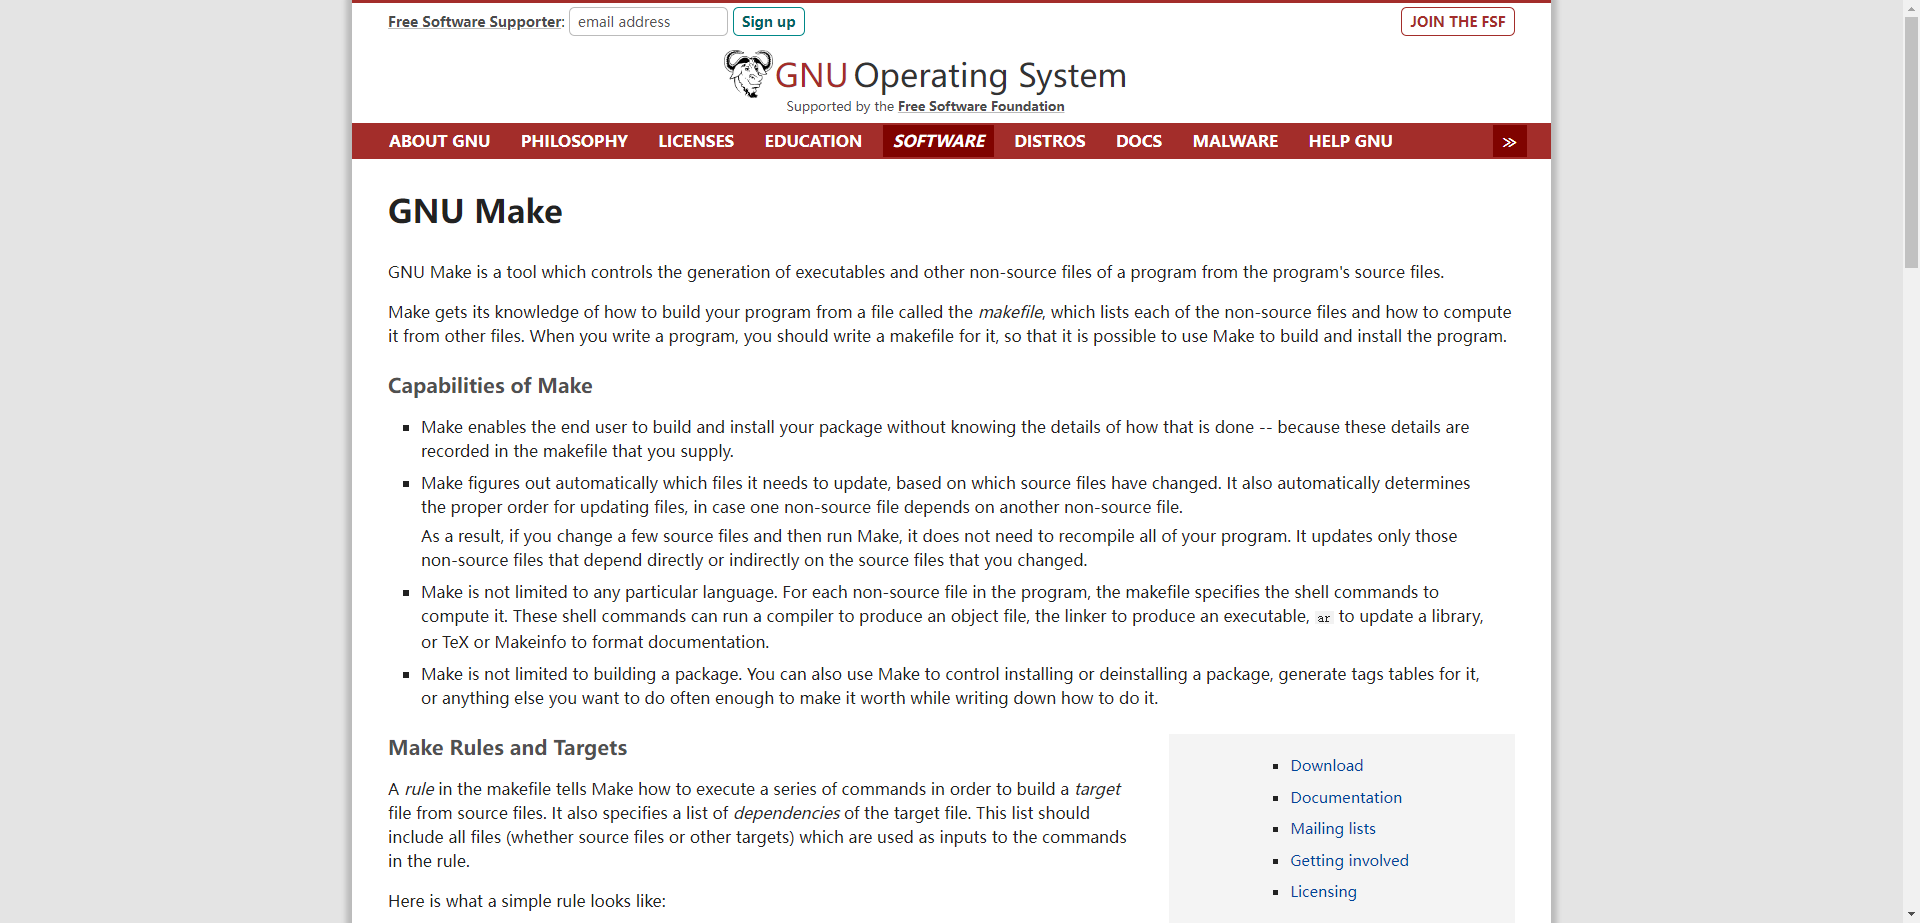 Free Software Supporter: email address Sign up JOIN THE FSF
GNU Operating System
Supported by the Free Software Foundation
ABOUT GNU PHILOSOPHY LICENSES EDUCATION SOFTWARE DISTROS DOCS MALWARE HELP GNU ≫
GNU Make
GNU Make is a tool which controls the generation of executables and other non-source files of a program from the program's source files.
Make gets its knowledge of how to build your program from a file called the makefile, which lists each of the non-source files and how to compute
it from other files. When you write a program, you should write a makefile for it, so that it is possible to use Make to build and install the program.
Capabilities of Make
▪ Make enables the end user to build and install your package without knowing the details of how that is done -- because these details are
recorded in the makefile that you supply.
▪ Make figures out automatically which files it needs to update, based on which source files have changed. It also automatically determines
the proper order for updating files, in case one non-source file depends on another non-source file.
As a result, if you change a few source files and then run Make, it does not need to recompile all of your program. It updates only those
non-source files that depend directly or indirectly on the source files that you changed.
▪ Make is not limited to any particular language. For each non-source file in the program, the makefile specifies the shell commands to
compute it. These shell commands can run a compiler to produce an object file, the linker to produce an executable, ar to update a library,
or TeX or Makeinfo to format documentation.
▪ Make is not limited to building a package. You can also use Make to control installing or deinstalling a package, generate tags tables for it,
or anything else you want to do often enough to make it worth while writing down how to do it.
Make Rules and Targets
A rule in the makefile tells Make how to execute a series of commands in order to build a target
file from source files. It also specifies a list of dependencies of the target file. This list should
include all files (whether source files or other targets) which are used as inputs to the commands
in the rule.
Here is what a simple rule looks like:
▪ Download
▪ Documentation
▪ Mailing lists
▪ Getting involved
▪ Licensing